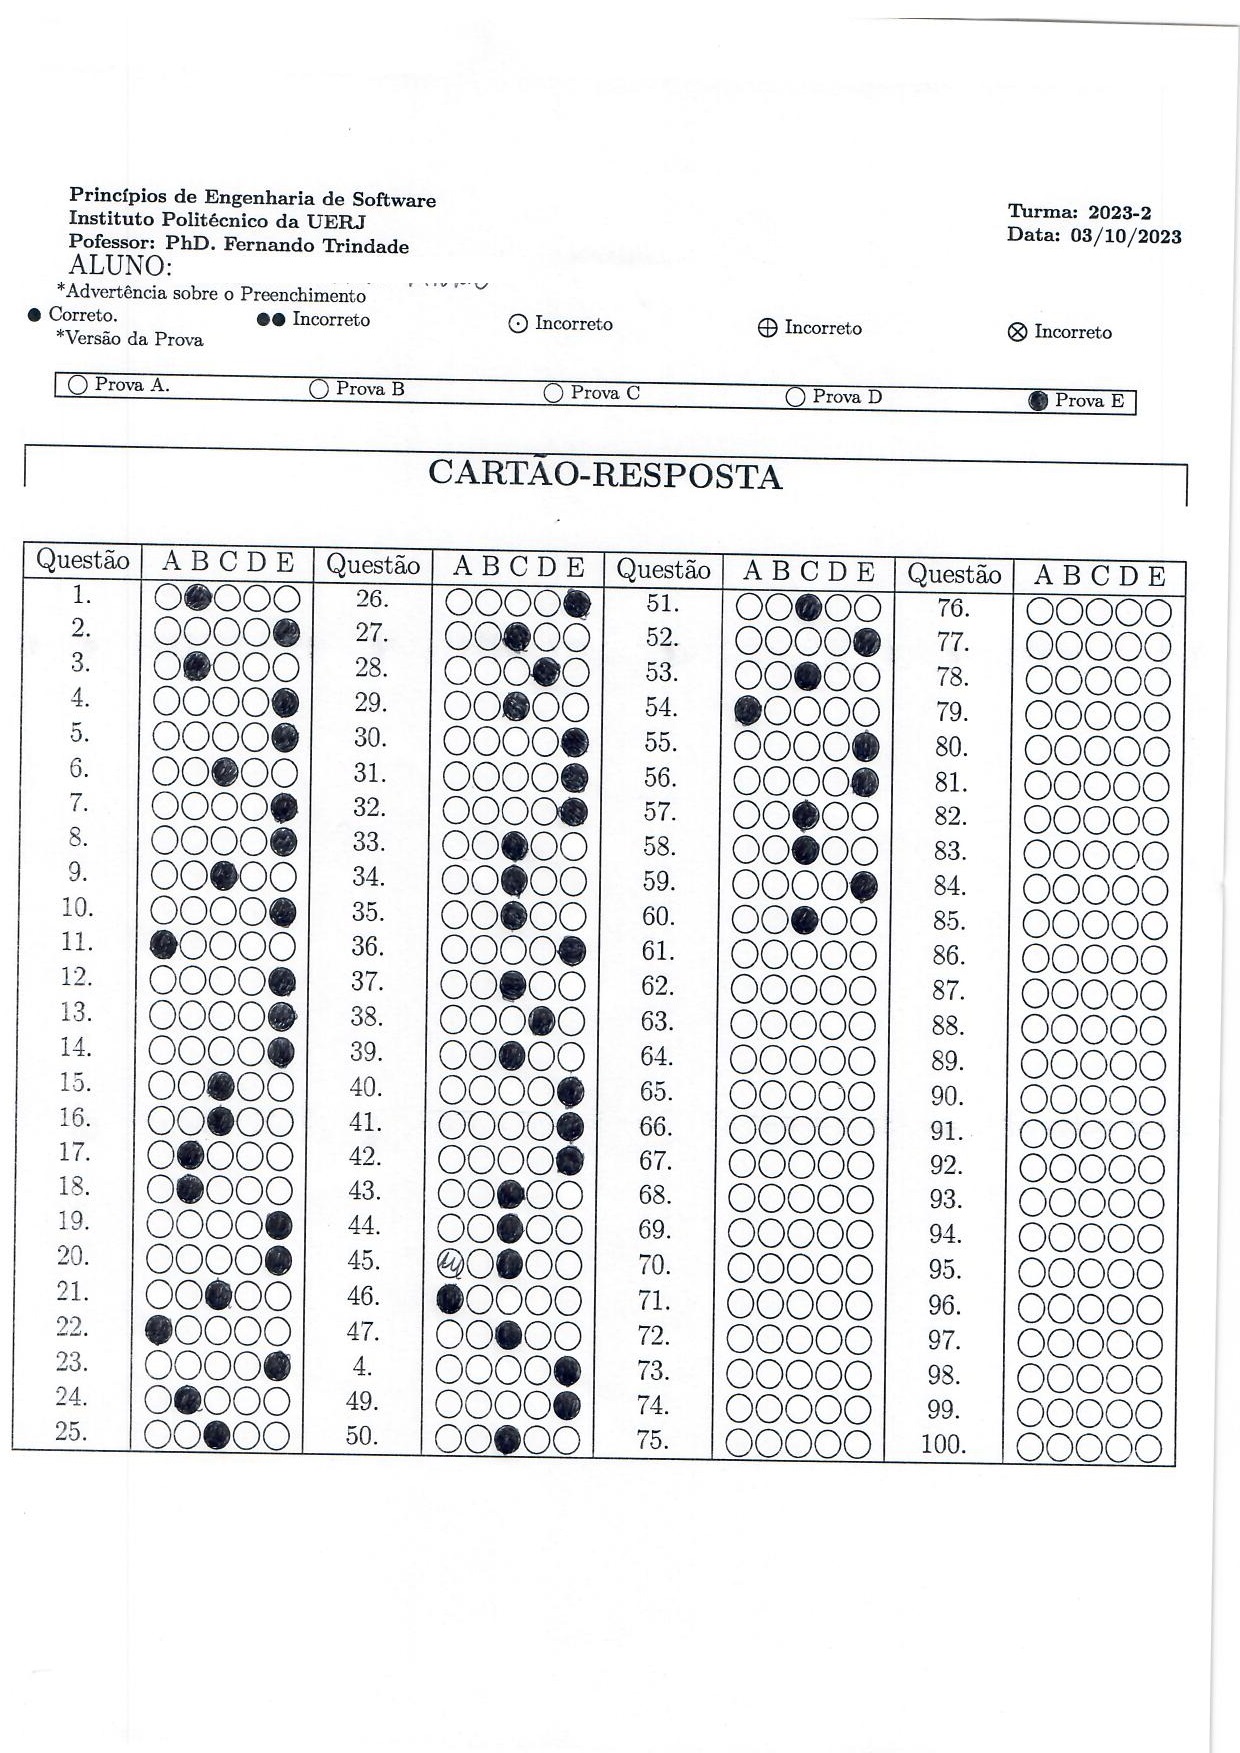 Princípios de Engenharia de Software
Instituto Politécnico da UERJ
Pofessor: PhD. Fernando Trindade
ALUNO:
Turma: 2023-2
Data: 03/10/2023
*Advertência sobre o Preenchimento
Correto. Incorreto Incorreto Incorreto Incorreto
*Versão da Prova
Prova A. Prova B Prova C Prova D Prova E
CARTÃO-RESPOSTA
Questão A B C D E Questão A B C D E Questão A B C D E Questão A B C D E
1. 26. 51. 76.
2. 27. 52. 77.
3. 28. 53. 78.
4. 29. 54. 79.
5. 30. 55. 80.
6. 31. 56. 81.
7. 32. 57. 82.
8. 33. 58. 83.
9. 34. 59. 84.
10. 35. 60. 85.
11. 36. 61. 86.
12. 37. 62. 87.
13. 38. 63. 88.
14. 39. 64. 89.
15. 40. 65. 90.
16. 41. 66. 91.
17. 42. 67. 92.
18. 43. 68. 93.
19. 44. 69. 94.
20. 45. 70. 95.
21. 46. 71. 96.
22. 47. 72. 97.
23. 4. 73. 98.
24. 49. 74. 99.
25. 50. 75. 100.